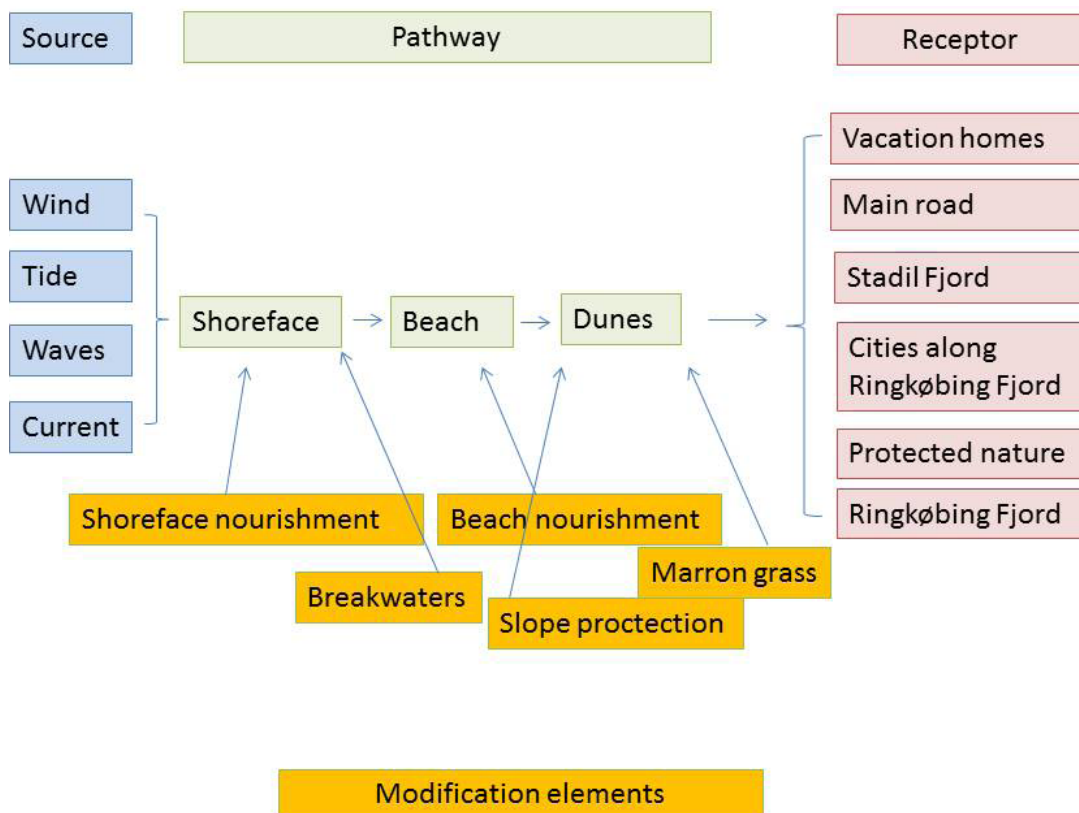 Source
Pathway
Receptor
Vacation homes
Wind
Main road
Tide
Stadil Fjord
Shoreface
Beach
Dunes
Waves
Cities along
Ringkøbing Fjord
Current
Protected nature
Shoreface nourishment
Beach nourishment
Ringkøbing Fjord
Marron grass
Breakwaters
Slope proctection
Modification elements